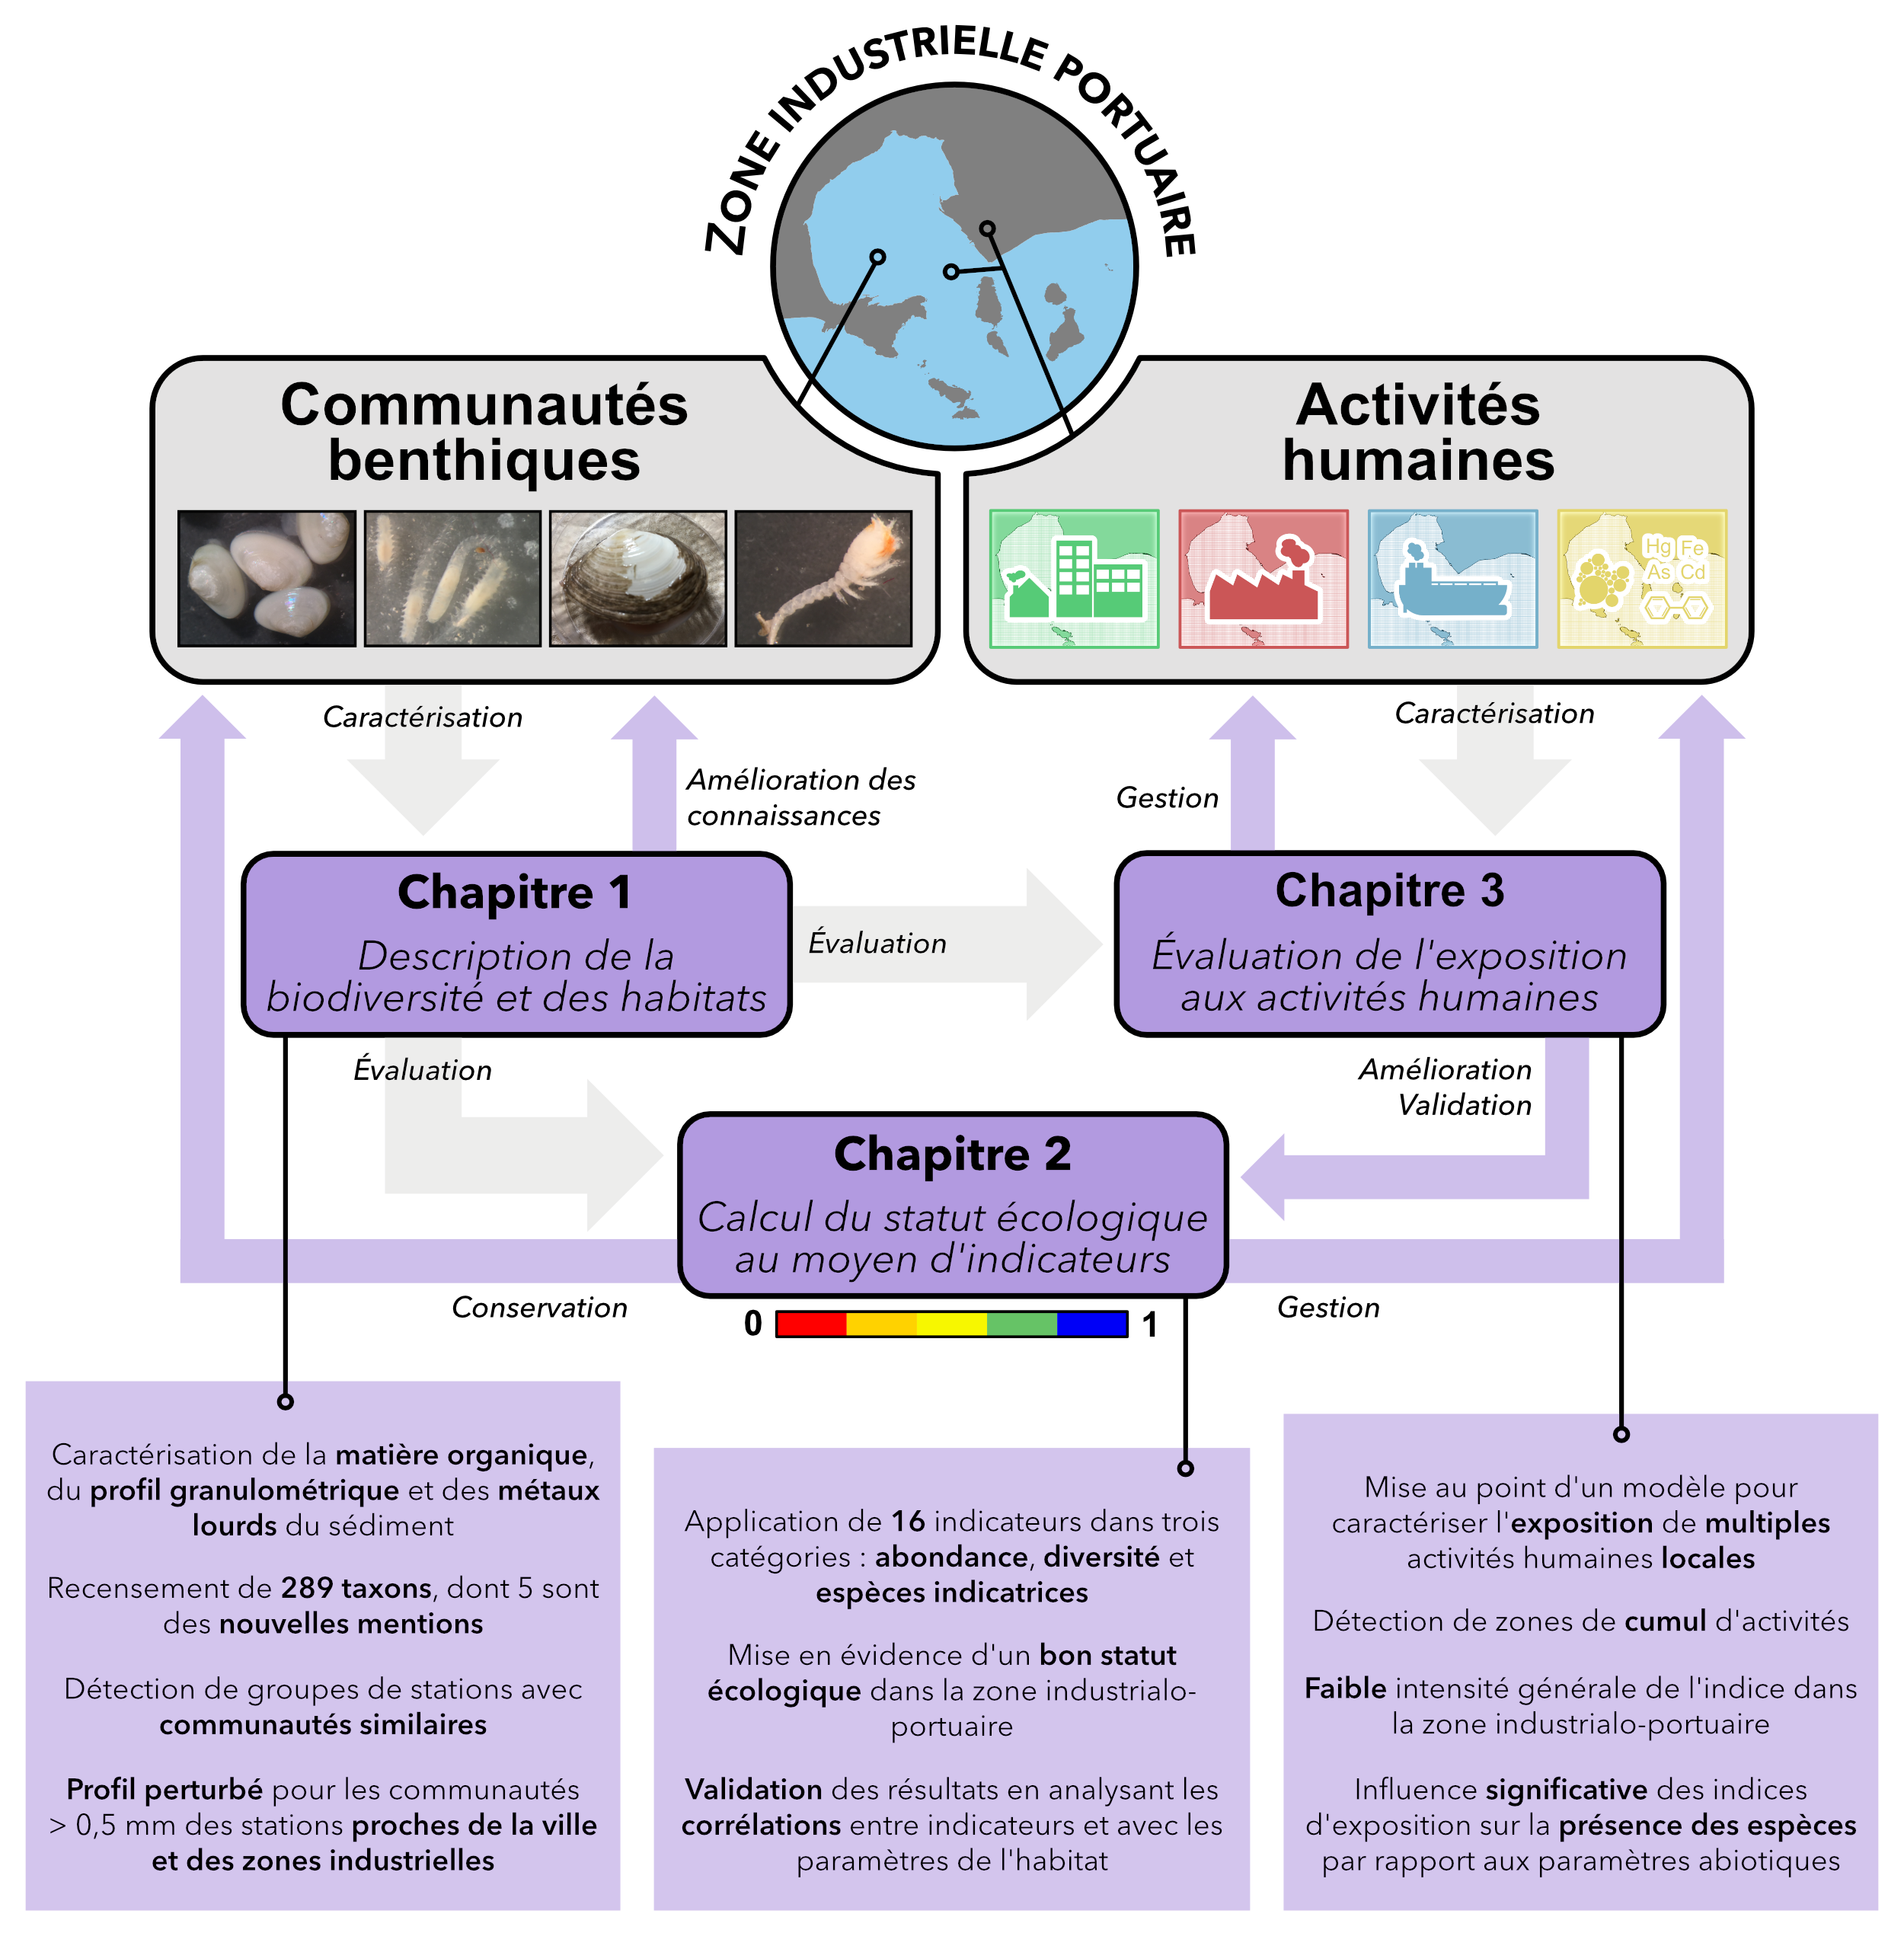 ZONE INDUSTRIELLE PORTUAIRE
Communautés
benthiques
Activités
humaines
Hg Fe
As Cd
Caractérisation
Amélioration des
connaissances
Gestion
Caractérisation
Chapitre 1
Description de la
biodiversité et des habitats
Évaluation
Chapitre 3
Évaluation de l'exposition
aux activités humaines
Évaluation
Amélioration
Validation
Chapitre 2
Calcul du statut écologique
au moyen d'indicateurs
Conservation
Gestion
0 1
Caractérisation de la matière organique,
du profil granulométrique et des métaux
lourds du sédiment
Recensement de 289 taxons, dont 5 sont
des nouvelles mentions
Détection de groupes de stations avec
communautés similaires
Profil perturbé pour les communautés
> 0,5 mm des stations proches de la ville
et des zones industrielles
Application de 16 indicateurs dans trois
catégories : abondance, diversité et
espèces indicatrices
Mise en évidence d'un bon statut
écologique dans la zone industrialo-
portuaire
Validation des résultats en analysant les
corrélations entre indicateurs et avec les
paramètres de l'habitat
Mise au point d'un modèle pour
caractériser l'exposition de multiples
activités humaines locales
Détection de zones de cumul d'activités
Faible intensité générale de l'indice dans
la zone industrialo-portuaire
Influence significative des indices
d'exposition sur la présence des espèces
par rapport aux paramètres abiotiques